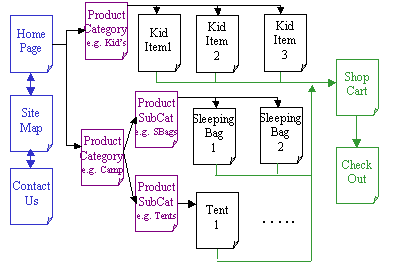 Home
Page
Product
Category
e.g. Kid's
Kid
Item1
Kid
Item
2
Kid
Item
3
Shop
Cart
Site
Map
Product
SubCat
e.g. SBags
Sleeping
Bag
1
Sleeping
Bag
2
Product
Category
e.g. Camp
Check
Out
Contact
Us
Product
SubCat
e.g. Tents
Tent
1
.....